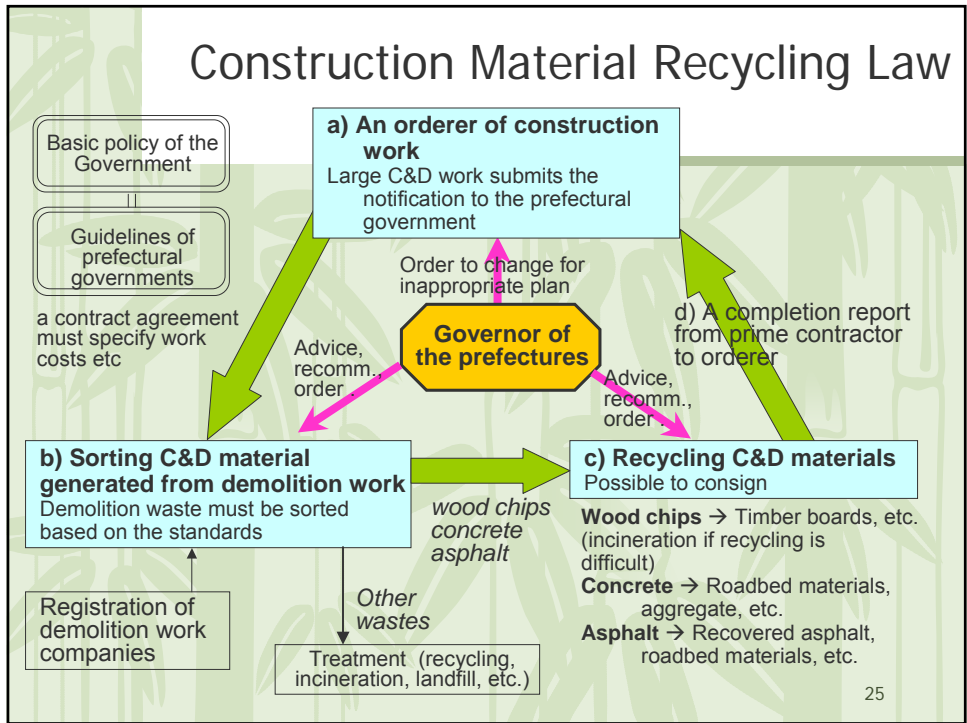 Construction Material Recycling Law
Basic policy of the
Government
Guidelines of
prefectural
governments
a contract agreement
must specify work
costs etc
a) An orderer of construction
work
Large C&D work submits the
notification to the prefectural
government
Order to change for
inappropriate plan
Governor of
the prefectures
Advice,
recomm.,
order .
Advice,
recomm.,
order .
d) A completion report
from prime contractor
to orderer
b) Sorting C&D material
generated from demolition work
Demolition waste must be sorted
based on the standards
wood chips
concrete
asphalt
c) Recycling C&D materials
Possible to consign
Wood chips → Timber boards, etc.
(incineration if recycling is
difficult)
Concrete → Roadbed materials,
aggregate, etc.
Asphalt → Recovered asphalt,
roadbed materials, etc.
Registration of
demolition work
companies
Other
wastes
Treatment (recycling,
incineration, landfill, etc.)
25